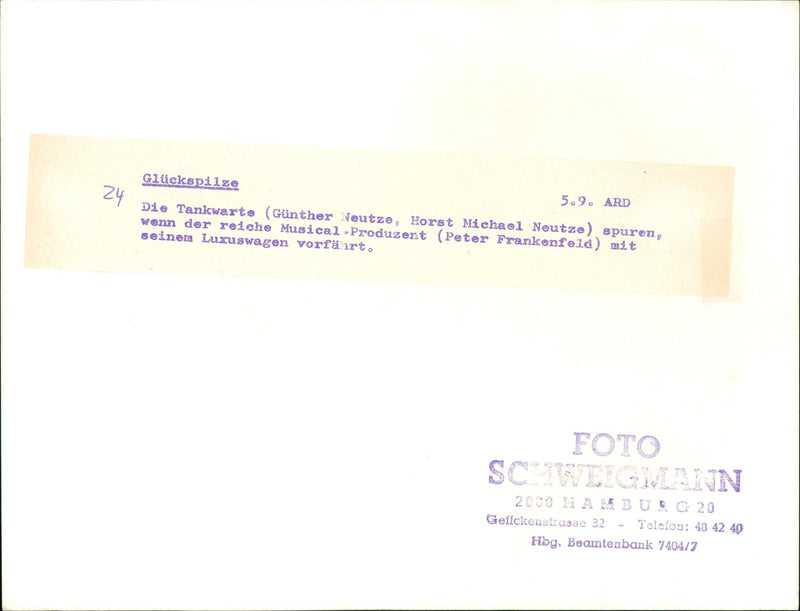 Glückspilze
5.9. ARD
24
Die Tankwarte (Günther Neutze, Horst Michael Neutze) spuren,
wenn der reiche Musical-Produzent (Peter Frankenfeld) mit
seinem Luxuswagen vorfährt.
FOTO
SCHWEIGMANN
2000 HAMBURG 20
Geffckenstrasse 32 - Telefon: 48 42 40
Hbg. Beamtenbank 7404/7